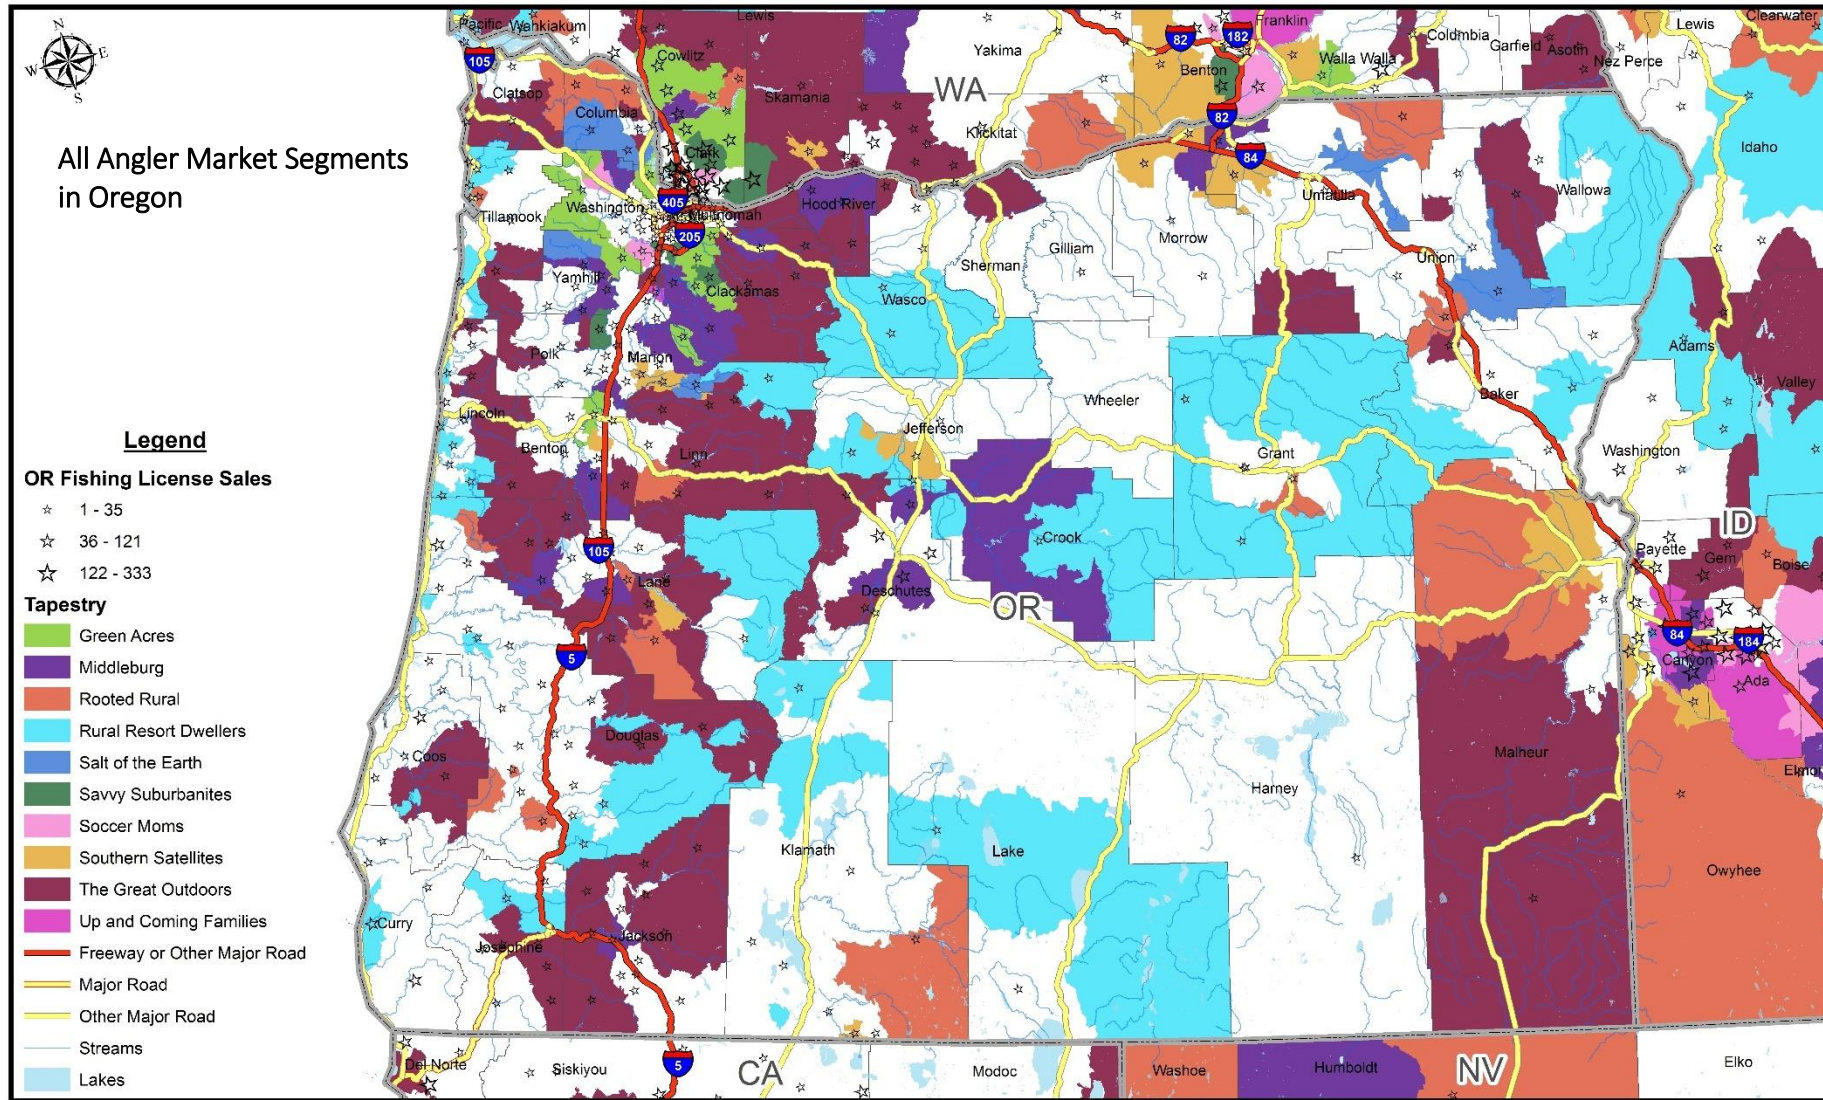 N
W
E
S
All Angler Market Segments
in Oregon
Legend
OR Fishing License Sales
1 - 35
36 - 121
122 - 333
Tapestry
Green Acres
Middleburg
Rooted Rural
Rural Resort Dwellers
Salt of the Earth
Savvy Suburbanites
Soccer Moms
Southern Satellites
The Great Outdoors
Up and Coming Families
Freeway or Other Major Road
Major Road
Other Major Road
Streams
Lakes
Pacific
Wahkiakum
Lewis
Franklin
Lewis
Clearwater
105
Cowlitz
Yakima
82
182
Columbia
Garfield
Asotin
Nez Perce
Walla Walla
Benton
Clatsop
Skamania
WA
Columbia
82
Klickitat
Clark
84
Idaho
405
Hood River
Umatilla
Wallowa
Washington
Tillamook
Multnomah
205
Gilliam
Morrow
Union
Sherman
Yamhill
Clackamas
Wasco
Polk
Marion
Adams
Valley
Wheeler
Baker
Lincoln
Jefferson
Benton
Linn
Grant
Washington
ID
105
Crook
Payette
Gem
Boise
Lane
Deschutes
OR
84
184
5
Canyon
Ada
Douglas
Coos
Malheur
Elmor
Harney
Klamath
Lake
Owyhee
Curry
Josephine
Jackson
Del Norte
Siskiyou
5
CA
Modoc
Washoe
Humboldt
NV
Elko